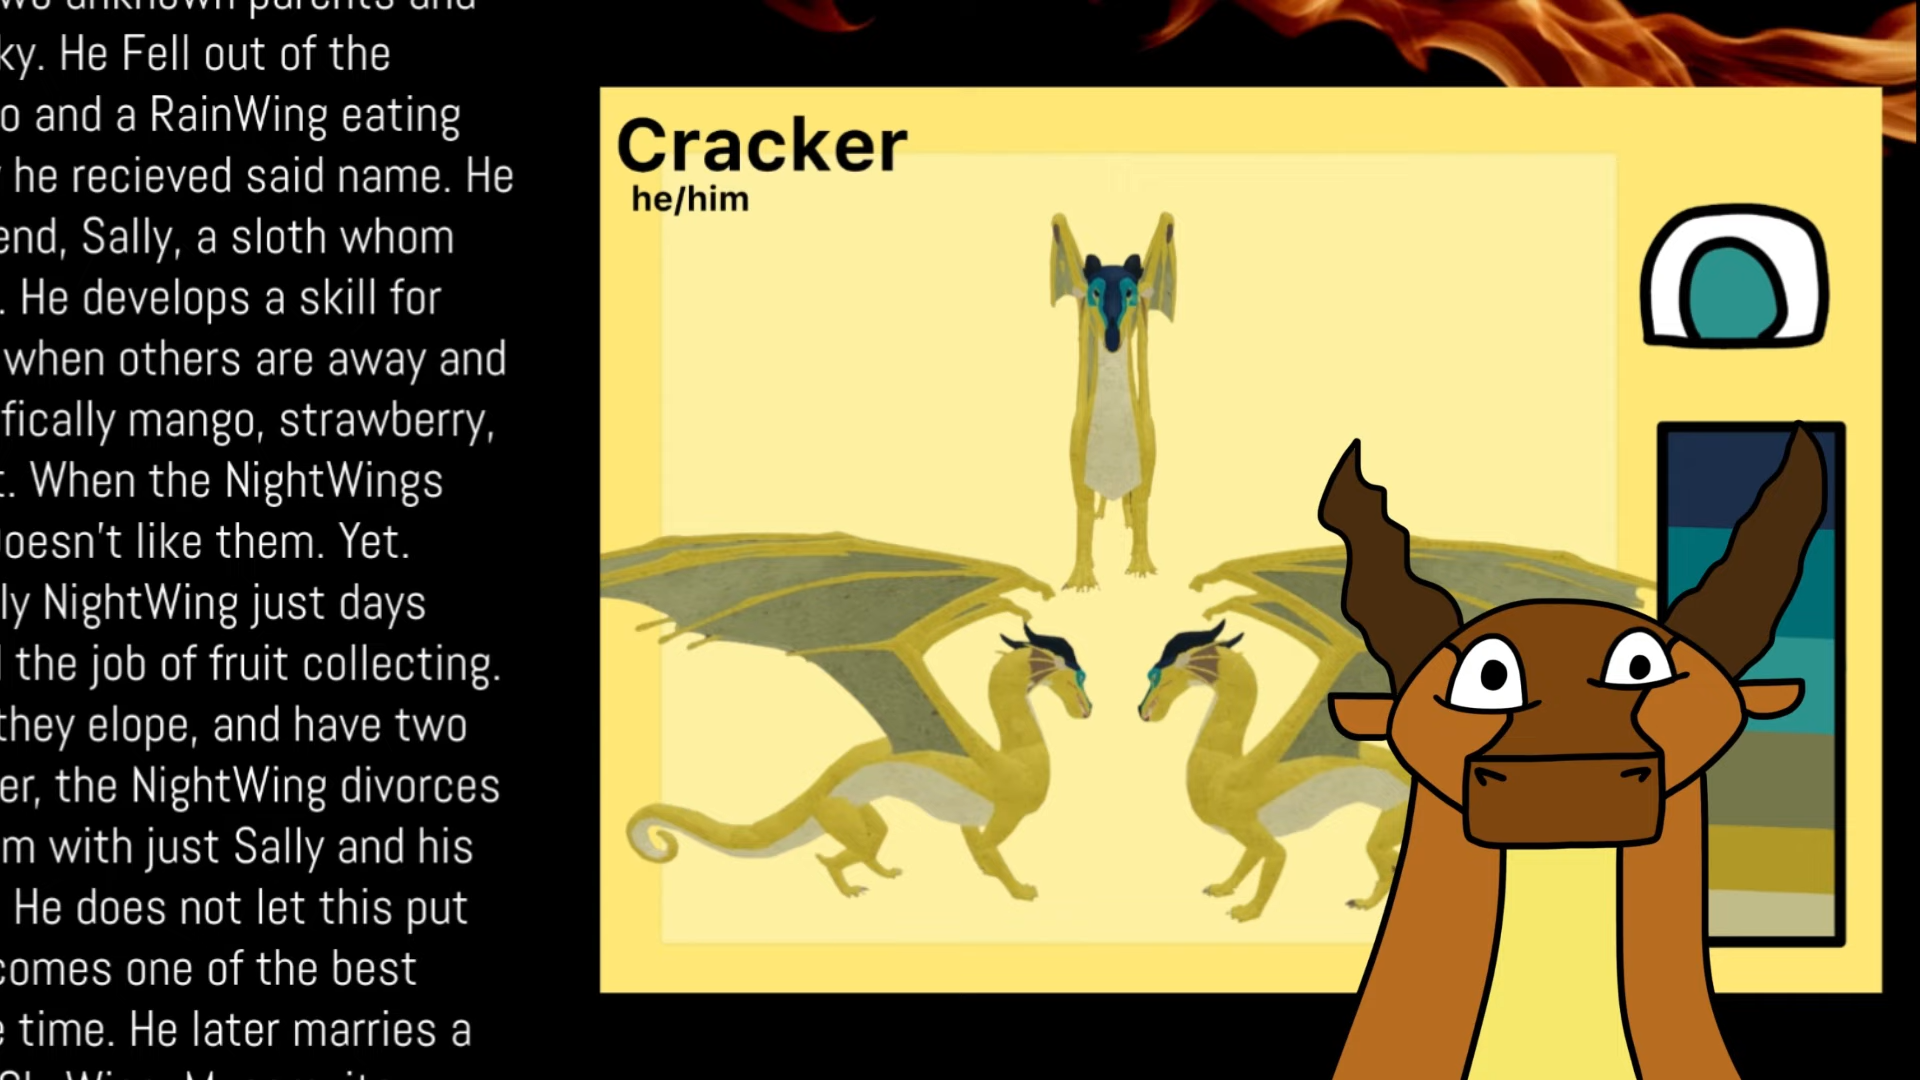 two unknown parents and
ky. He Fell out of the
o and a RainWing eating
he recieved said name. He
end, Sally, a sloth whom
. He develops a skill for
when others are away and
fically mango, strawberry,
t. When the NightWings
oesn't like them. Yet.
ly NightWing just days
the job of fruit collecting.
they elope, and have two
er, the NightWing divorces
m with just Sally and his
. He does not let this put
comes one of the best
e time. He later marries a
Cracker
he/him